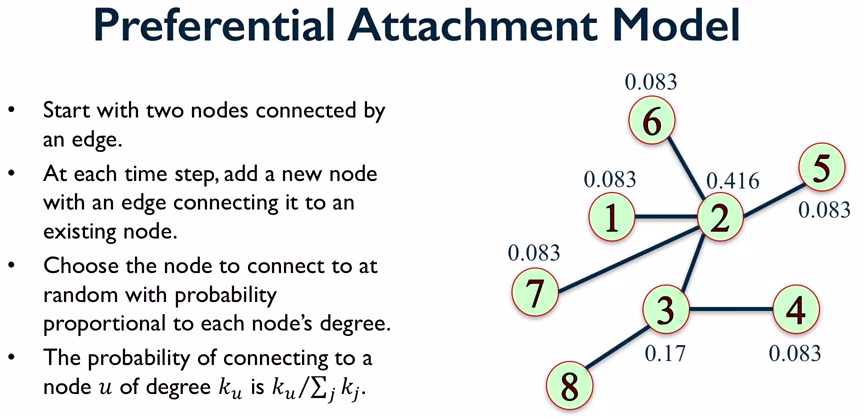 Preferential Attachment Model
• Start with two nodes connected by
an edge.
• At each time step, add a new node
with an edge connecting it to an
existing node.
• Choose the node to connect to at
random with probability
proportional to each node's degree.
• The probability of connecting to a
node u of degree k_u is k_u/∑_j k_j.
0.083
6
5
0.083
0.083
1
0.416
2
0.083
7
3
0.17
4
0.083
8